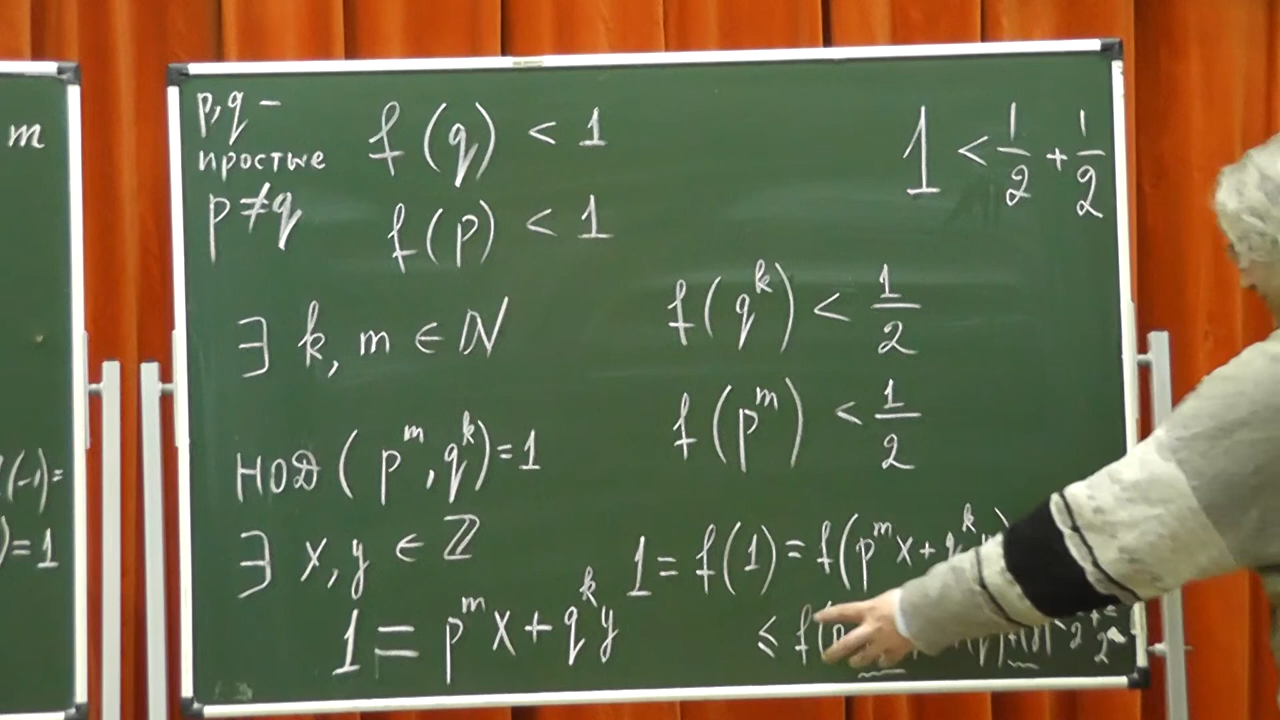 m
(-1)=
)=1
p,q –
простые
p ≠ q
f(q) < 1
f(p) < 1
1 < 1/2 + 1/2
∃ k, m ∈ ℕ
f(q^k) < 1/2
f(p^m) < 1/2
НОД(p^m, q^k)=1
∃ x, y ∈ ℤ
1 = p^m x + q^k y
1 = f(1) = f(p^m x + q^k
≤ f(